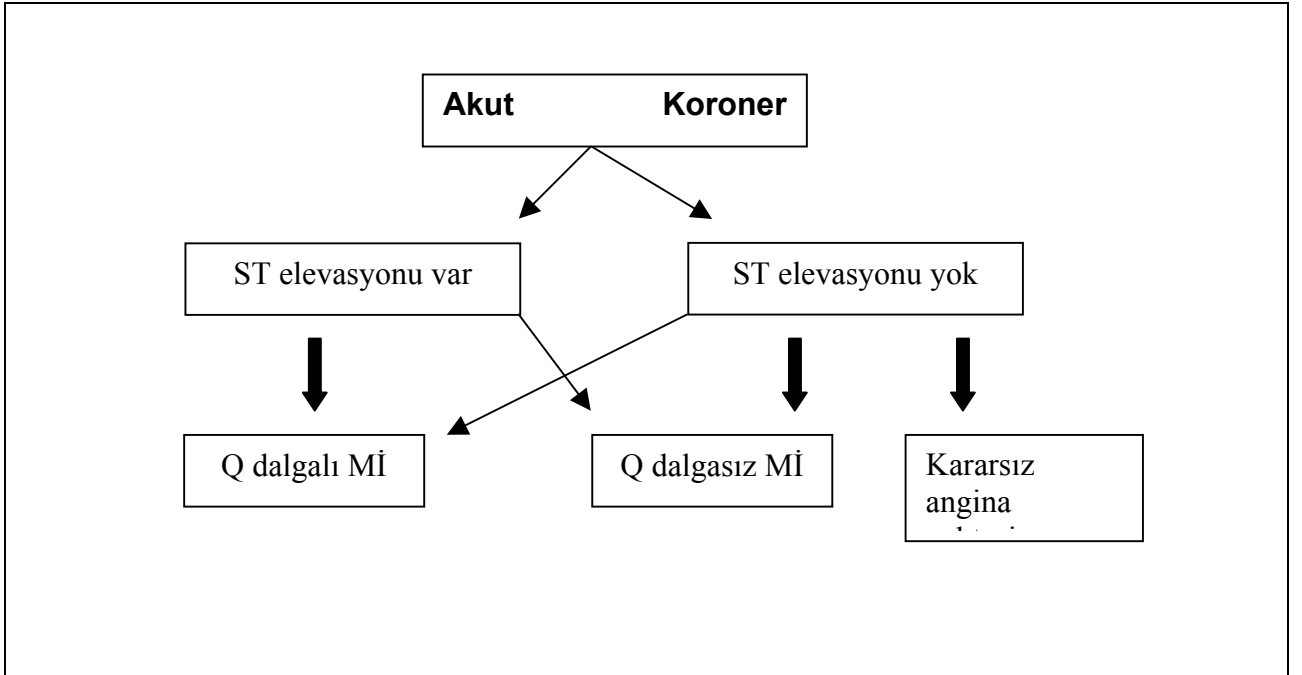 Akut Koroner
ST elevasyonu var
ST elevasyonu yok
Q dalgalı Mİ
Q dalgasız Mİ
Kararsız
angina